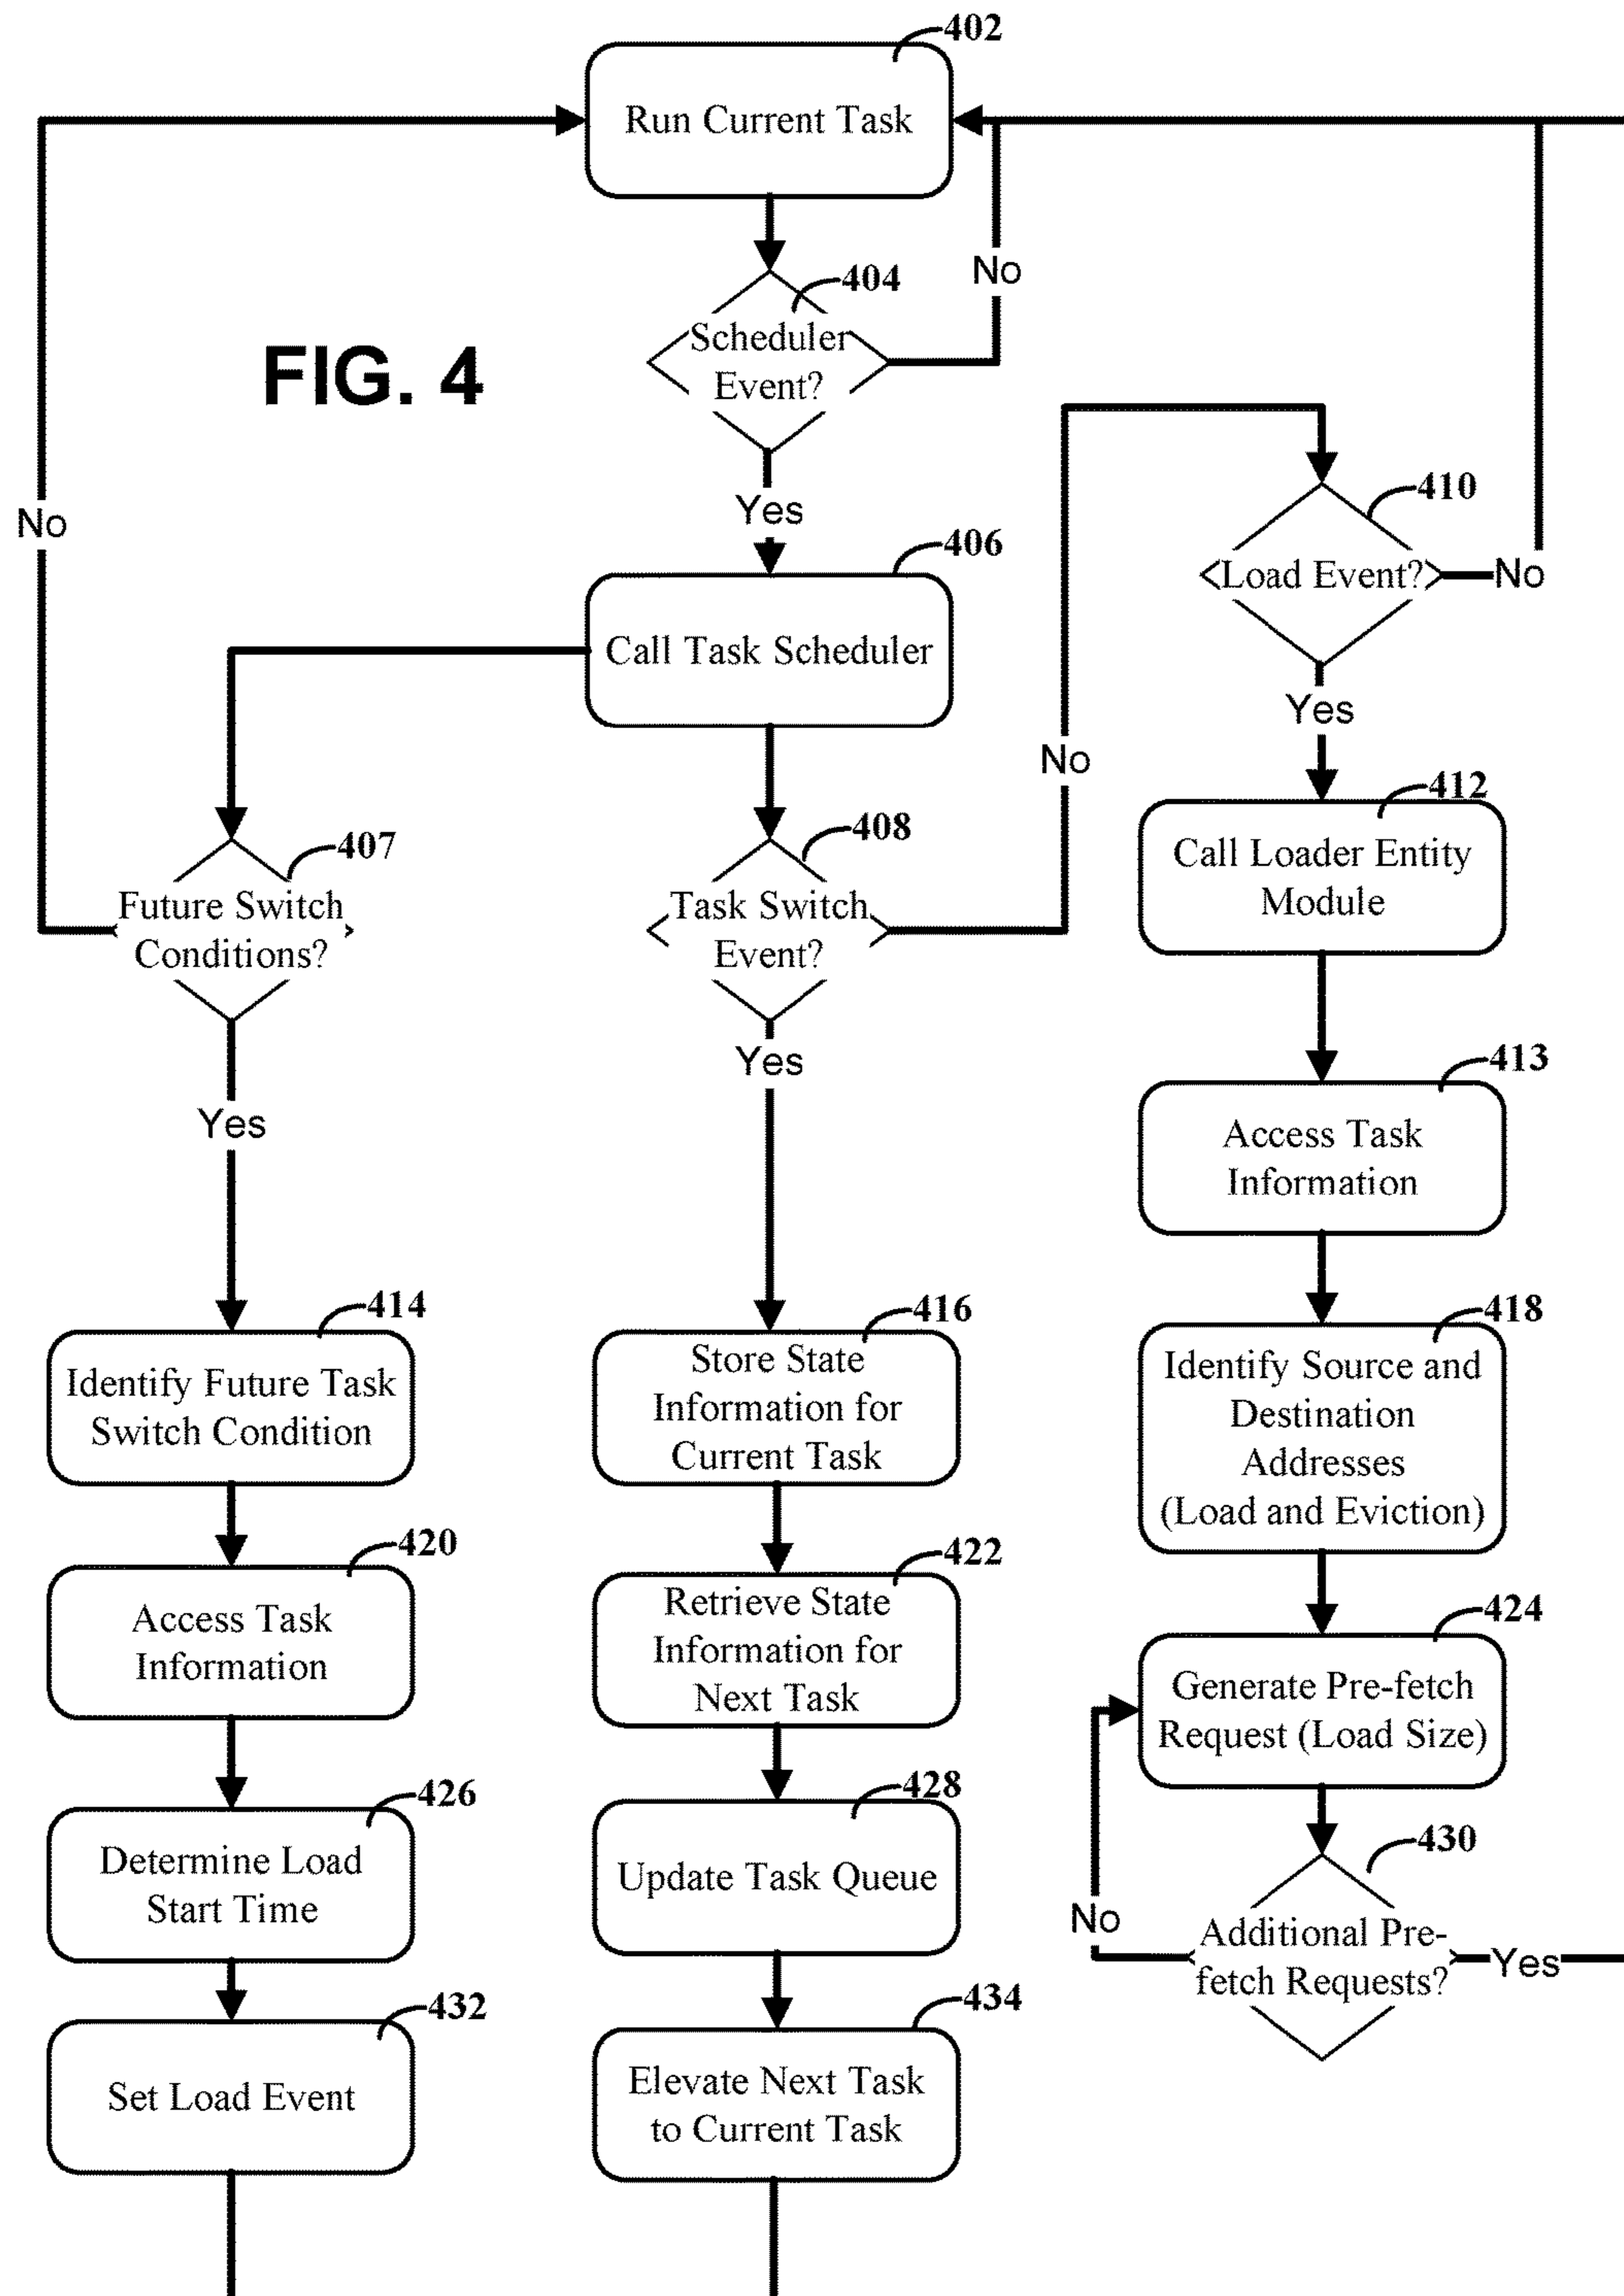 402
Run Current Task
No
404
Scheduler
Event?
FIG. 4
Yes
410
Load Event?
No
No
406
Call Task Scheduler
Yes
No
412
Call Loader Entity
Module
407
Future Switch
Conditions?
408
Task Switch
Event?
Yes
Yes
413
Access Task
Information
414
Identify Future Task
Switch Condition
416
Store State
Information for
Current Task
418
Identify Source and
Destination
Addresses
(Load and Eviction)
420
Access Task
Information
422
Retrieve State
Information for
Next Task
424
Generate Pre-fetch
Request (Load Size)
426
Determine Load
Start Time
428
Update Task Queue
430
Additional Pre-
fetch Requests?
No
Yes
432
Set Load Event
434
Elevate Next Task
to Current Task